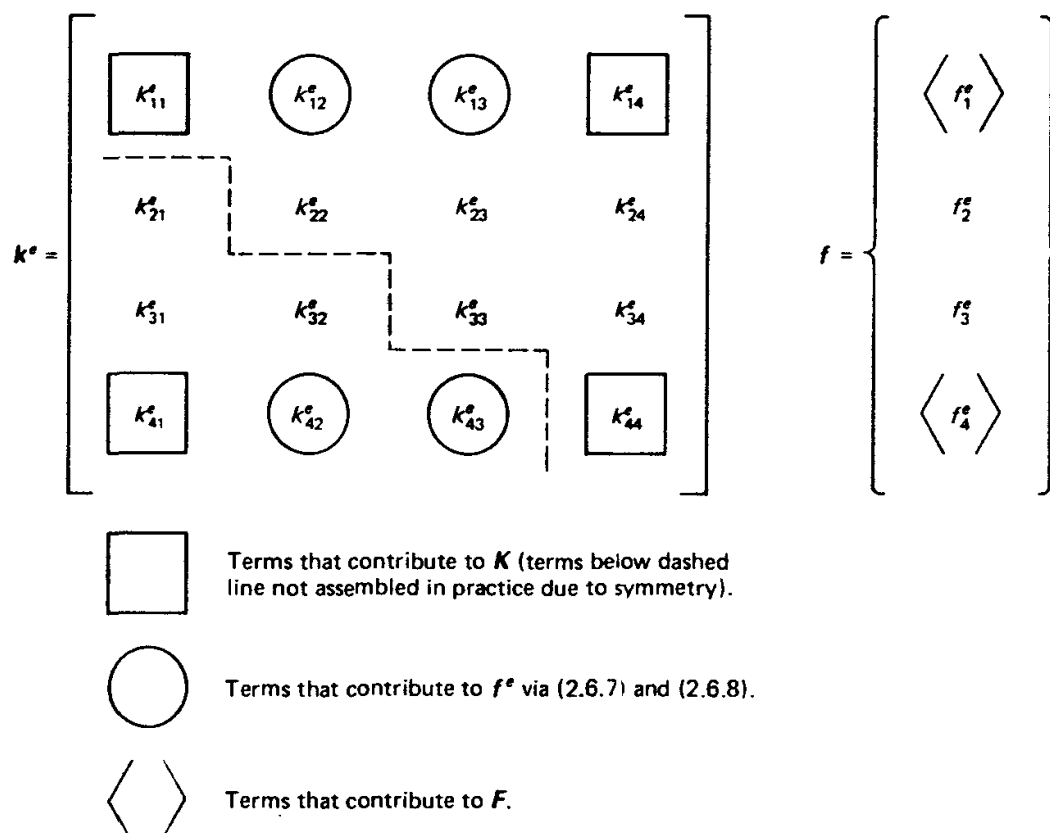 k^e_11 k^e_12 k^e_13 k^e_14 f^e_1
k^e_21 k^e_22 k^e_23 k^e_24 f^e_2
k^e = f =
k^e_31 k^e_32 k^e_33 k^e_34 f^e_3
k^e_41 k^e_42 k^e_43 k^e_44 f^e_4
Terms that contribute to K (terms below dashed
line not assembled in practice due to symmetry).
Terms that contribute to f^e via (2.6.7) and (2.6.8).
Terms that contribute to F.